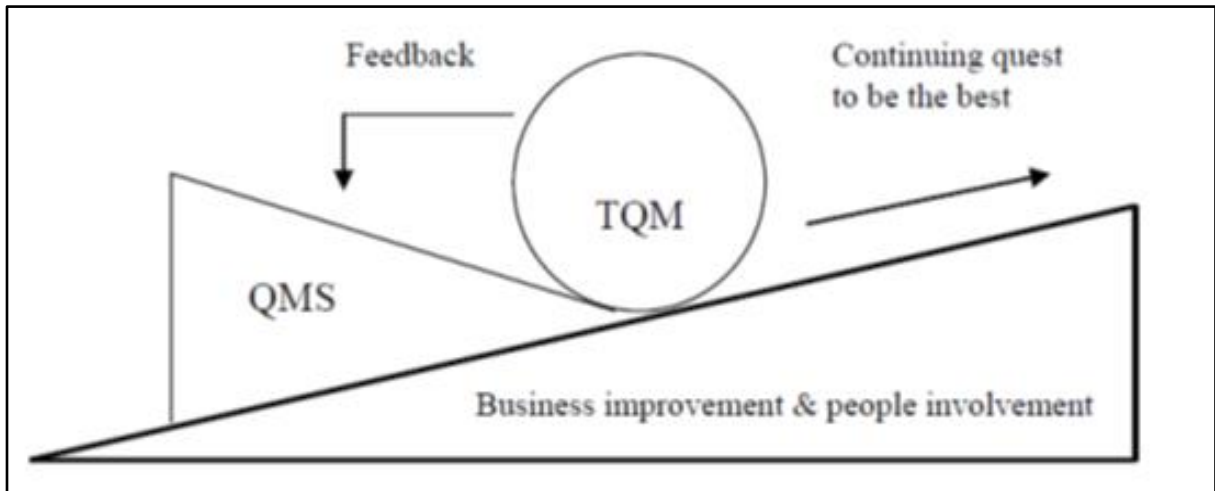 Feedback
Continuing quest
to be the best
TQM
QMS
Business improvement & people involvement